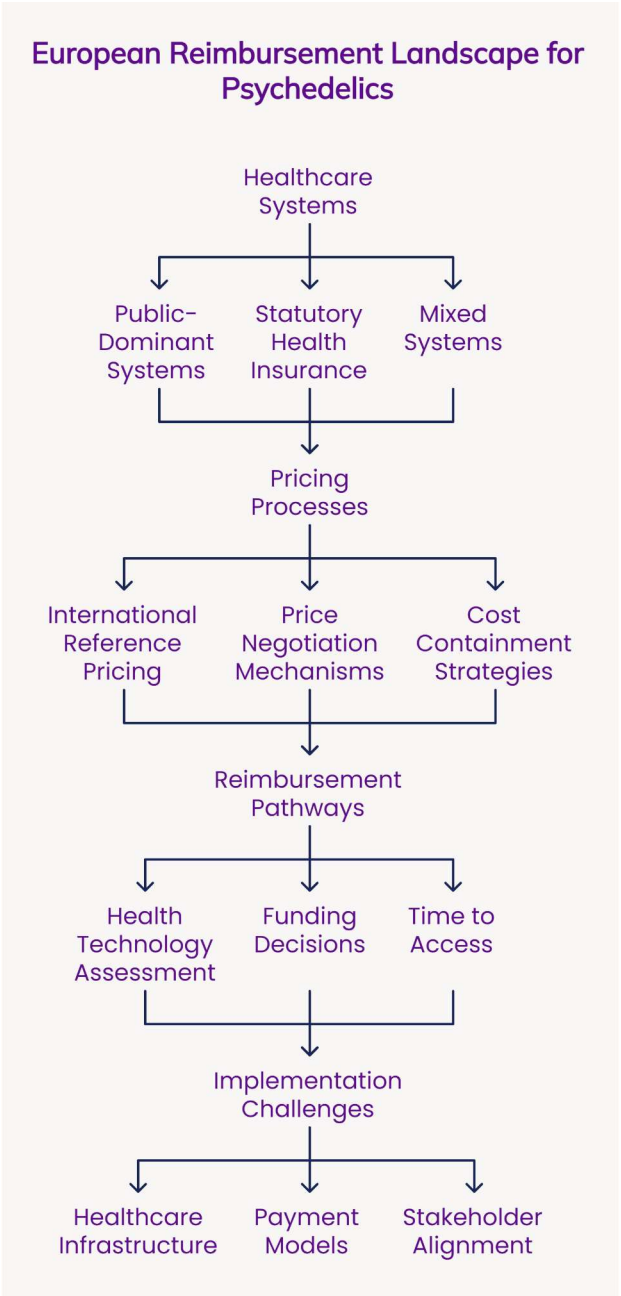 European Reimbursement Landscape for
Psychedelics
Healthcare
Systems
Public-
Dominant
Systems
Statutory
Health
Insurance
Mixed
Systems
Pricing
Processes
International
Reference
Pricing
Price
Negotiation
Mechanisms
Cost
Containment
Strategies
Reimbursement
Pathways
Health
Technology
Assessment
Funding
Decisions
Time to
Access
Implementation
Challenges
Healthcare
Infrastructure
Payment
Models
Stakeholder
Alignment